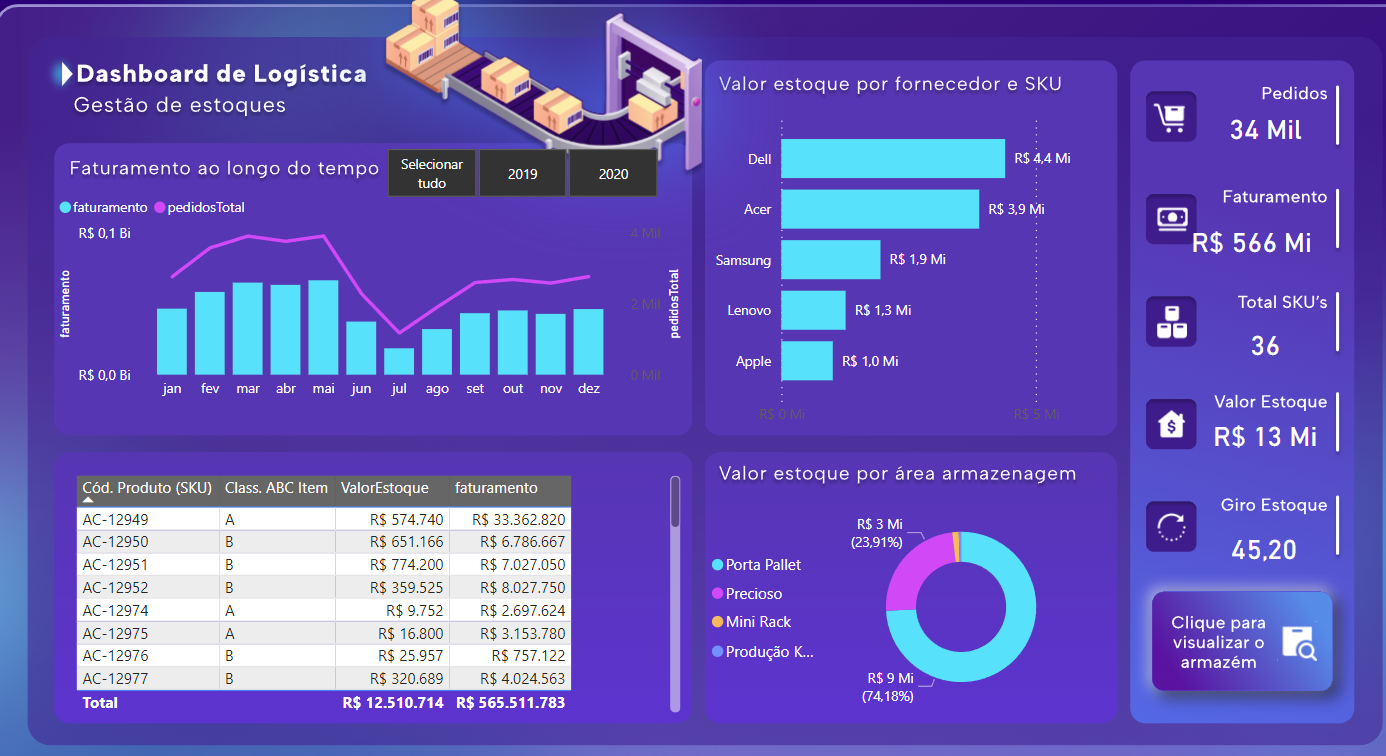 Dashboard de Logística
Gestão de estoques
Faturamento ao longo do tempo
Selecionar
tudo
2019
2020
faturamento
pedidosTotal
R$ 0,1 Bi
R$ 0,0 Bi
faturamento
4 Mil
2 Mil
0 Mil
pedidosTotal
jan fev mar abr mai jun jul ago set out nov dez
Valor estoque por fornecedor e SKU
Dell R$ 4,4 Mi
Acer R$ 3,9 Mi
Samsung R$ 1,9 Mi
Lenovo R$ 1,3 Mi
Apple R$ 1,0 Mi
R$ 0 Mi R$ 5 Mi
Pedidos
34 Mil
Faturamento
R$ 566 Mi
Total SKU's
36
Valor Estoque
R$ 13 Mi
Giro Estoque
45,20
Clique para
visualizar o
armazém
Cód. Produto (SKU) Class. ABC Item ValorEstoque faturamento
AC-12949 A R$ 574.740 R$ 33.362.820
AC-12950 B R$ 651.166 R$ 6.786.667
AC-12951 B R$ 774.200 R$ 7.027.050
AC-12952 B R$ 359.525 R$ 8.027.750
AC-12974 A R$ 9.752 R$ 2.697.624
AC-12975 A R$ 16.800 R$ 3.153.780
AC-12976 B R$ 25.957 R$ 757.122
AC-12977 B R$ 320.689 R$ 4.024.563
Total R$ 12.510.714 R$ 565.511.783
Valor estoque por área armazenagem
Porta Pallet
Precioso
Mini Rack
Produção K...
R$ 3 Mi
(23,91%)
R$ 9 Mi
(74,18%)